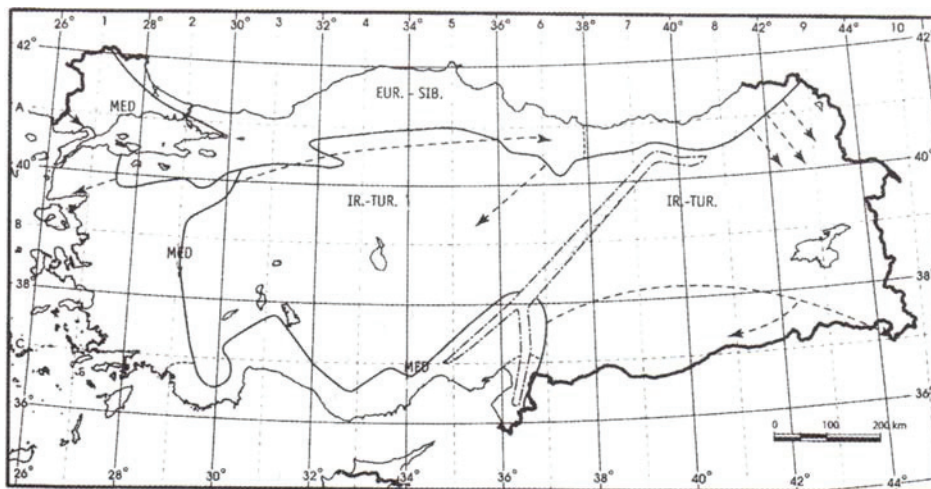 42° 1 28° 2 30° 3 32° 4 34° 5 36° 6 38° 7 40° 8 42° 9 44° 10 42°
A MED EUR. - SIB.
40° 40°
IR.-TUR. IR.-TUR.
B
MED
38° 38°
C
MED
36° 36°
0 100 200 km
26° 28° 30° 32° 34° 36° 38° 40° 42°